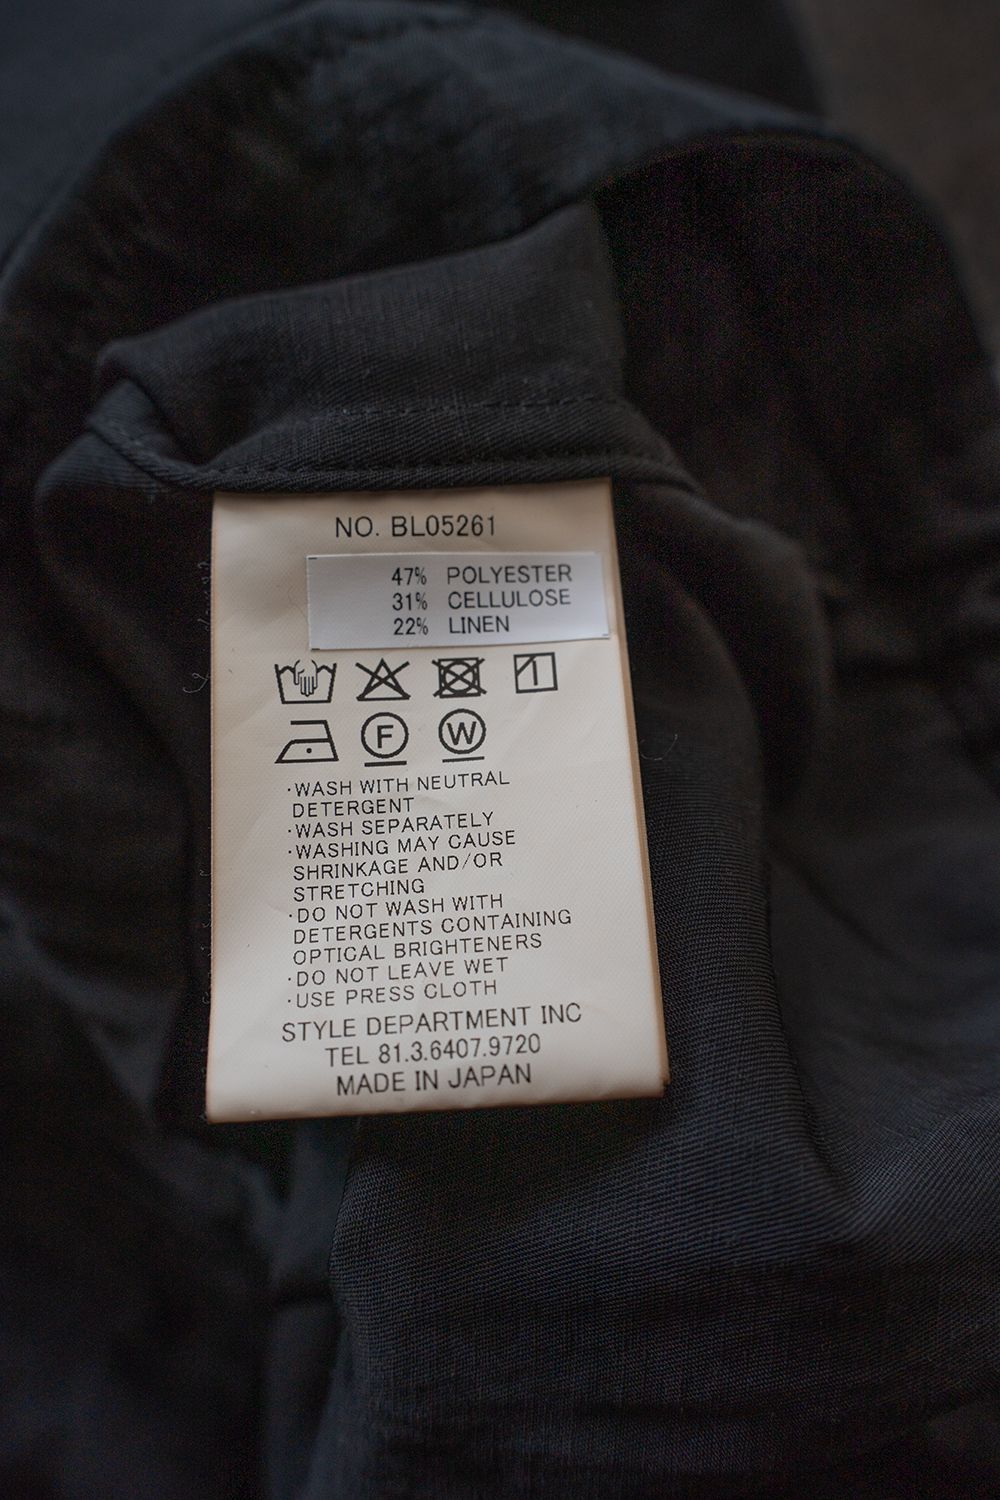 NO. BL05261
47% POLYESTER
31% CELLULOSE
22% LINEN
F W
·WASH WITH NEUTRAL
DETERGENT
·WASH SEPARATELY
·WASHING MAY CAUSE
SHRINKAGE AND/OR
STRETCHING
·DO NOT WASH WITH
DETERGENTS CONTAINING
OPTICAL BRIGHTENERS
·DO NOT LEAVE WET
·USE PRESS CLOTH
STYLE DEPARTMENT INC
TEL 81.3.6407.9720
MADE IN JAPAN